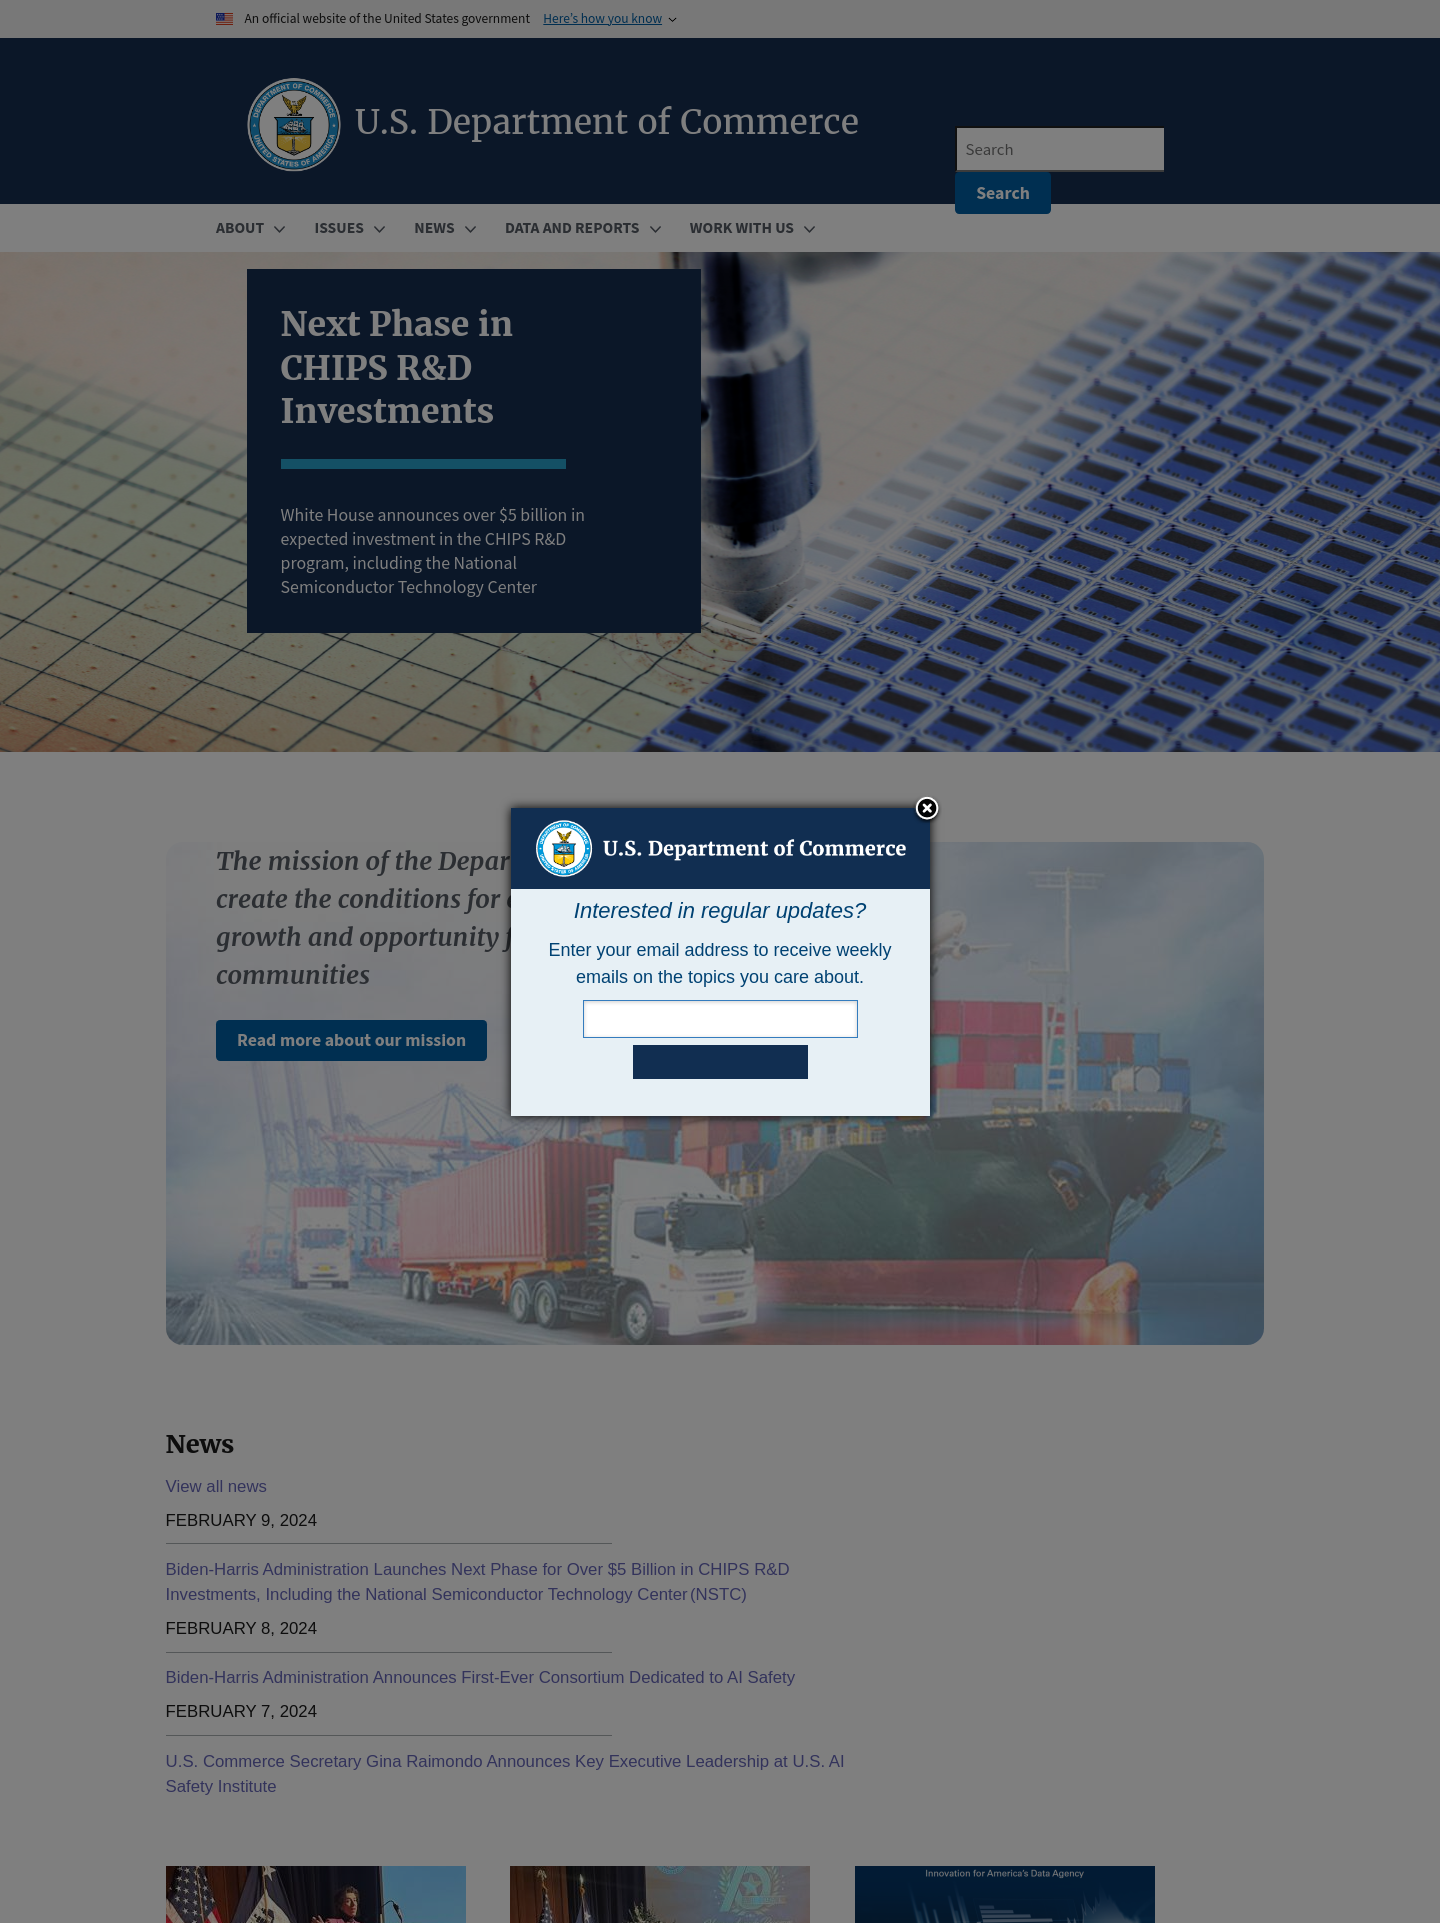 An official website of the United States government Here's how you know
U.S. Department of Commerce
Search
Search
ABOUT ISSUES NEWS DATA AND REPORTS WORK WITH US
Next Phase in
CHIPS R&D
Investments
White House announces over $5 billion in
expected investment in the CHIPS R&D
program, including the National
Semiconductor Technology Center
The mission of the Depar
create the conditions for
growth and opportunity
communities
Read more about our mission
U.S. Department of Commerce
Interested in regular updates?
Enter your email address to receive weekly
emails on the topics you care about.
News
View all news
FEBRUARY 9, 2024
Biden-Harris Administration Launches Next Phase for Over $5 Billion in CHIPS R&D
Investments, Including the National Semiconductor Technology Center (NSTC)
FEBRUARY 8, 2024
Biden-Harris Administration Announces First-Ever Consortium Dedicated to AI Safety
FEBRUARY 7, 2024
U.S. Commerce Secretary Gina Raimondo Announces Key Executive Leadership at U.S. AI
Safety Institute
Innovation for America's Data Agency